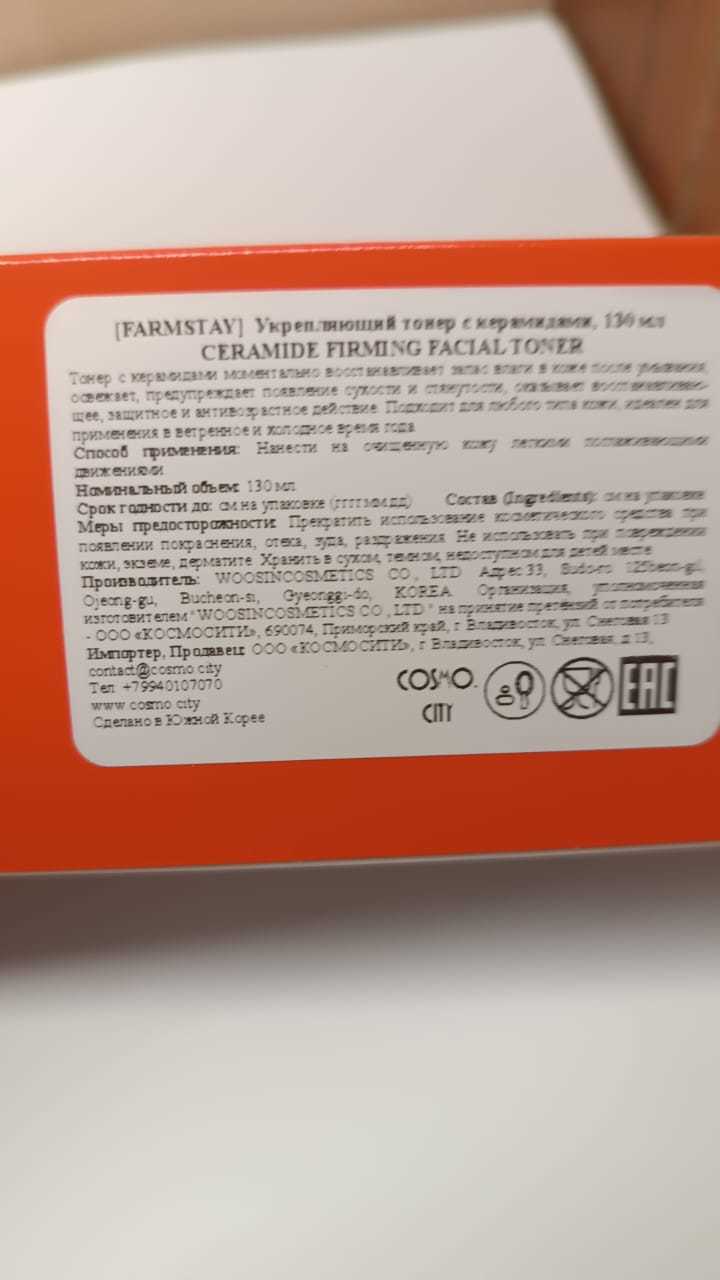 [FARMSTAY] Укрепляющий тонер с керамидами, 130 мл
CERAMIDE FIRMING FACIAL TONER
Тонер с керамидами моментально восстанавливает запас влаги в коже после умывания,
освежает, предупреждает появление сухости и стянутости, оказывает восстанавливаю-
щее, защитное и антивозрастное действие. Подходит для любого типа кожи, идеален для
применения в ветренное и холодное время года.
Способ применения: Нанести на очищенную кожу легкими похлаживающими
движениями.
Номинальный объем: 130 мл.
Срок годности до: см на упаковке (гггг.мм.дд) Состав (Ingredients): см на упаковке
Меры предосторожности: Прекратить использование косметического средства при
появлении покраснения, отека, зуда, раздражения. Не использовать при повреждении
кожи, экземе, дерматите. Хранить в сухом, темном, недоступном для детей месте.
Производитель: WOOSINCOSMETICS CO., LTD Адрес:33, Sudo-ro 125beon-gil,
Ojeong-gu, Bucheon-si, Gyeonggi-do, KOREA Организация, уполномоченная
изготовителем "WOOSINCOSMETICS CO., LTD." на принятие претензий от потребителя
- ООО «КОСМОСИТИ», 690074, Приморский край, г. Владивосток, ул. Снеговая 13
Импортер, Продавец: ООО «КОСМОСИТИ», г. Владивосток, ул. Снеговая, д 13,
contact@cosmo.city
Тел. +79940107070
www.cosmo.city
Сделано в Южной Корее
COSMO.
CITY
EAC